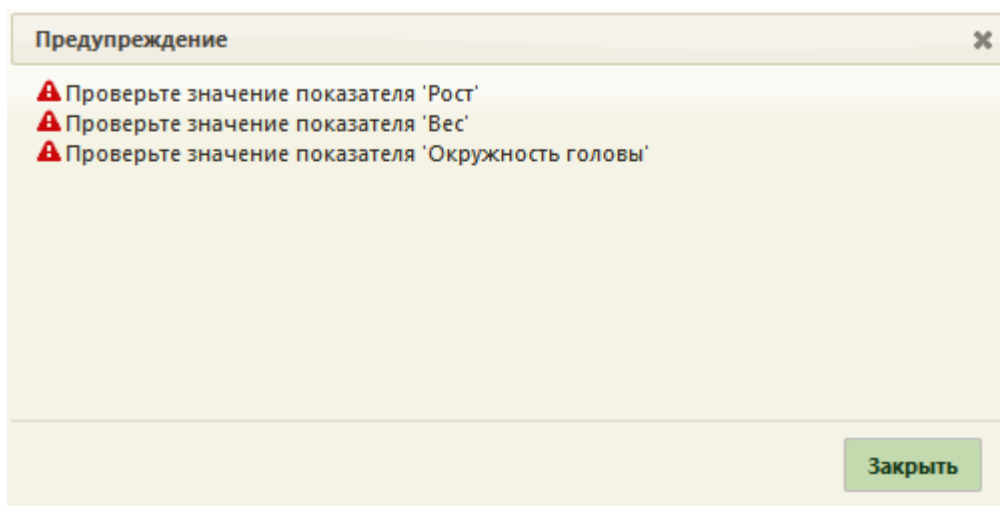 Предупреждение
Проверьте значение показателя 'Рост'
Проверьте значение показателя 'Вес'
Проверьте значение показателя 'Окружность головы'
Закрыть